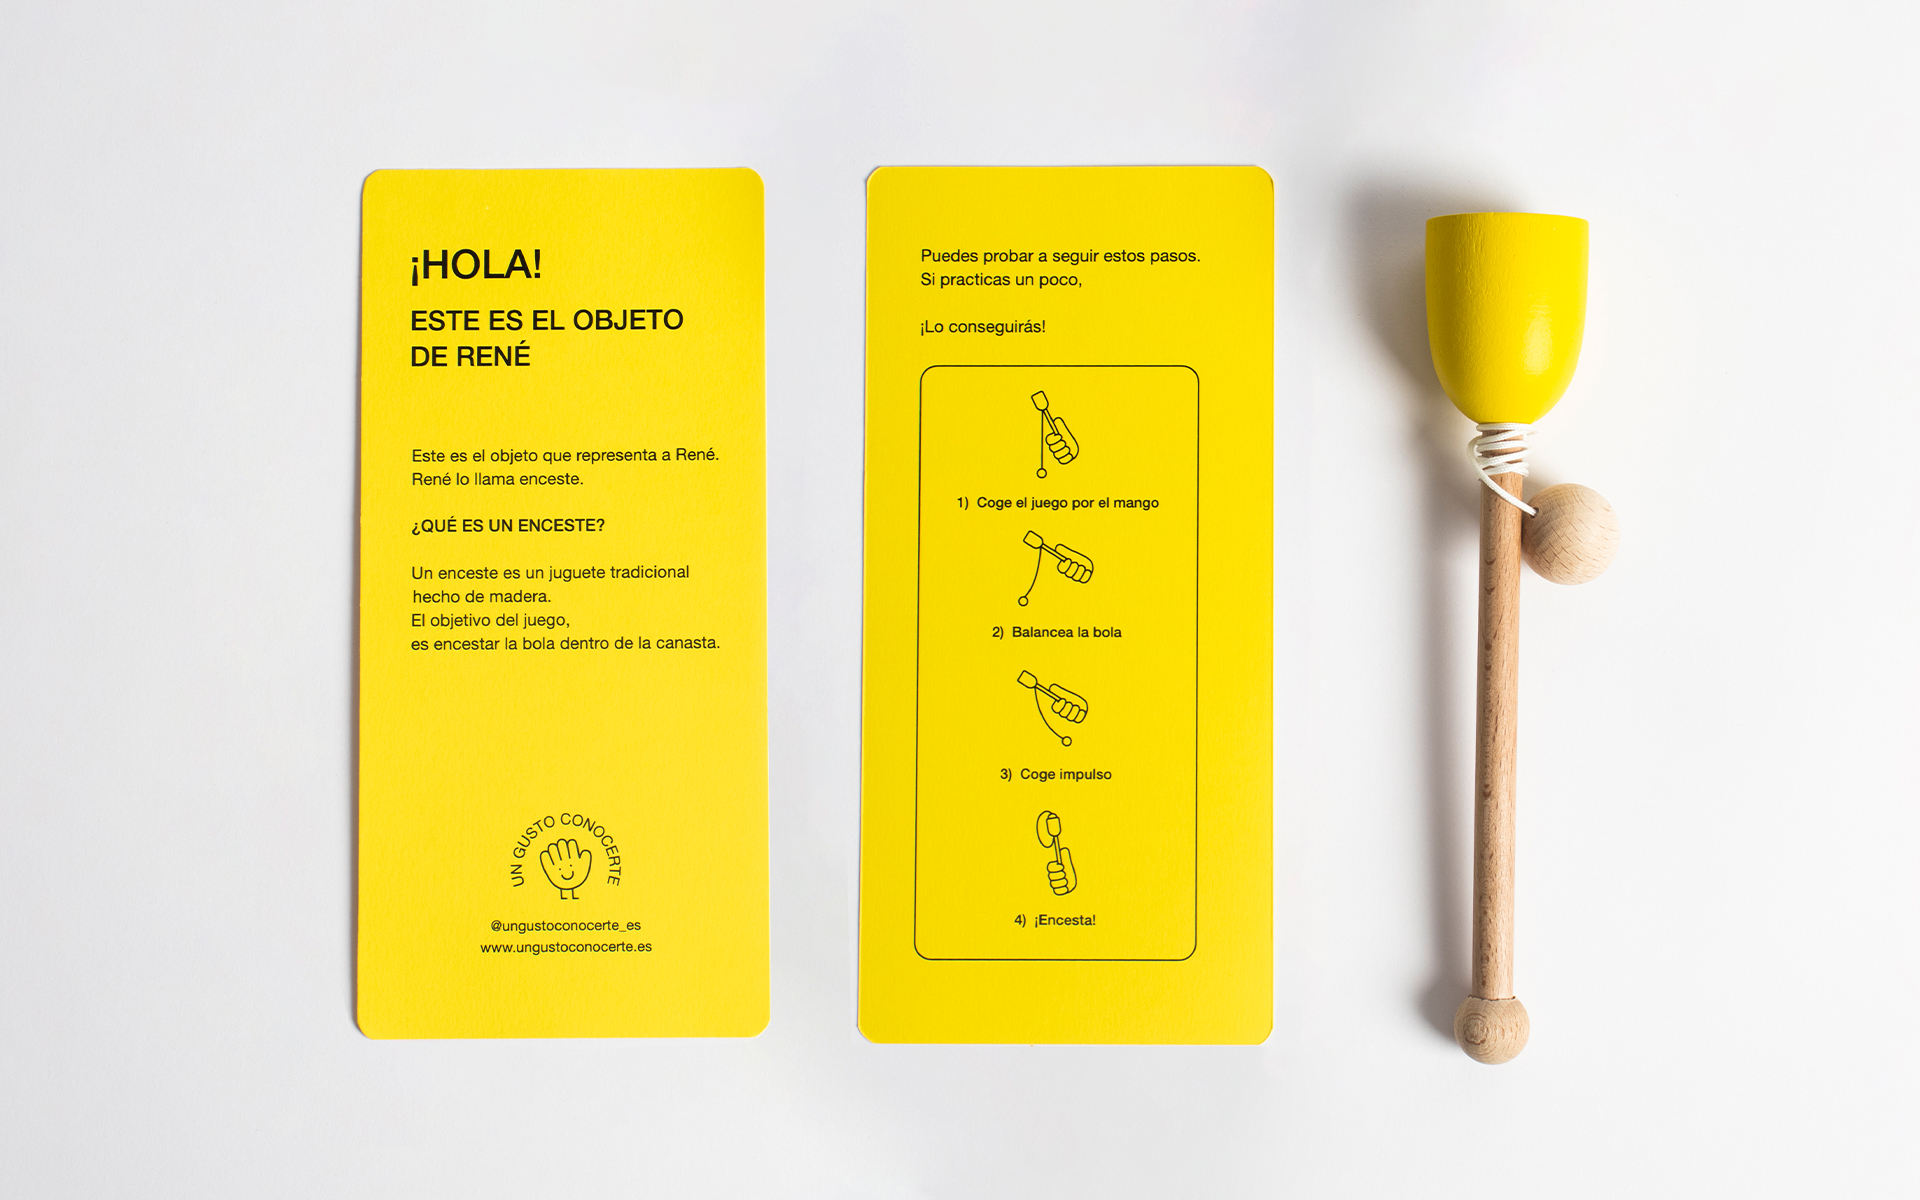 ¡HOLA!
ESTE ES EL OBJETO
DE RENÉ
Este es el objeto que representa a René.
René lo llama enceste.
¿QUÉ ES UN ENCESTE?
Un enceste es un juguete tradicional
hecho de madera.
El objetivo del juego,
es encestar la bola dentro de la canasta.
UN GUSTO CONOCERTE
@ungustoconocerte_es
www.ungustoconocerte.es
Puedes probar a seguir estos pasos.
Si practicas un poco,
¡Lo conseguirás!
1) Coge el juego por el mango
2) Balancea la bola
3) Coge impulso
4) ¡Encesta!